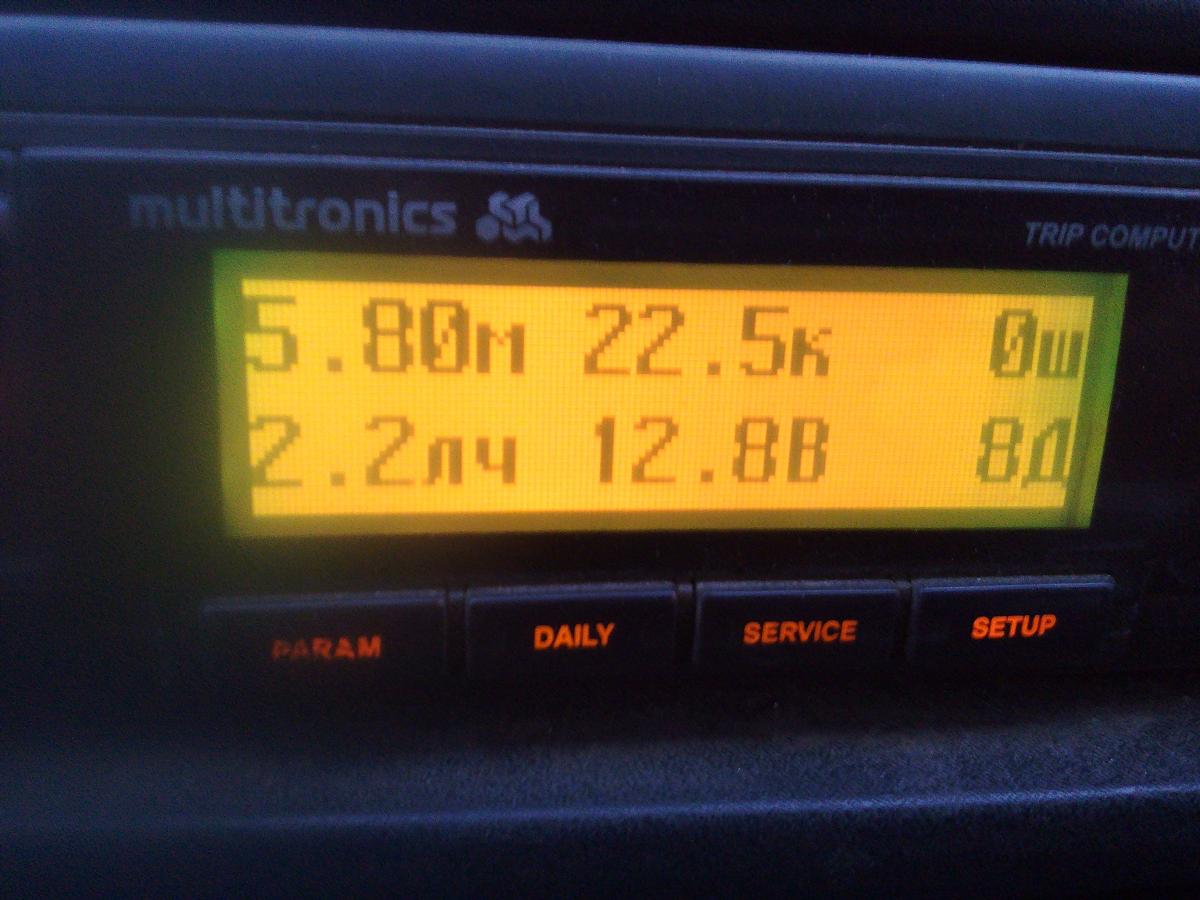 multitronics
TRIP COMPUT
5.80м 22.5к 0ш
2.2лч 12.8В 8Д
PARAM DAILY SERVICE SETUP